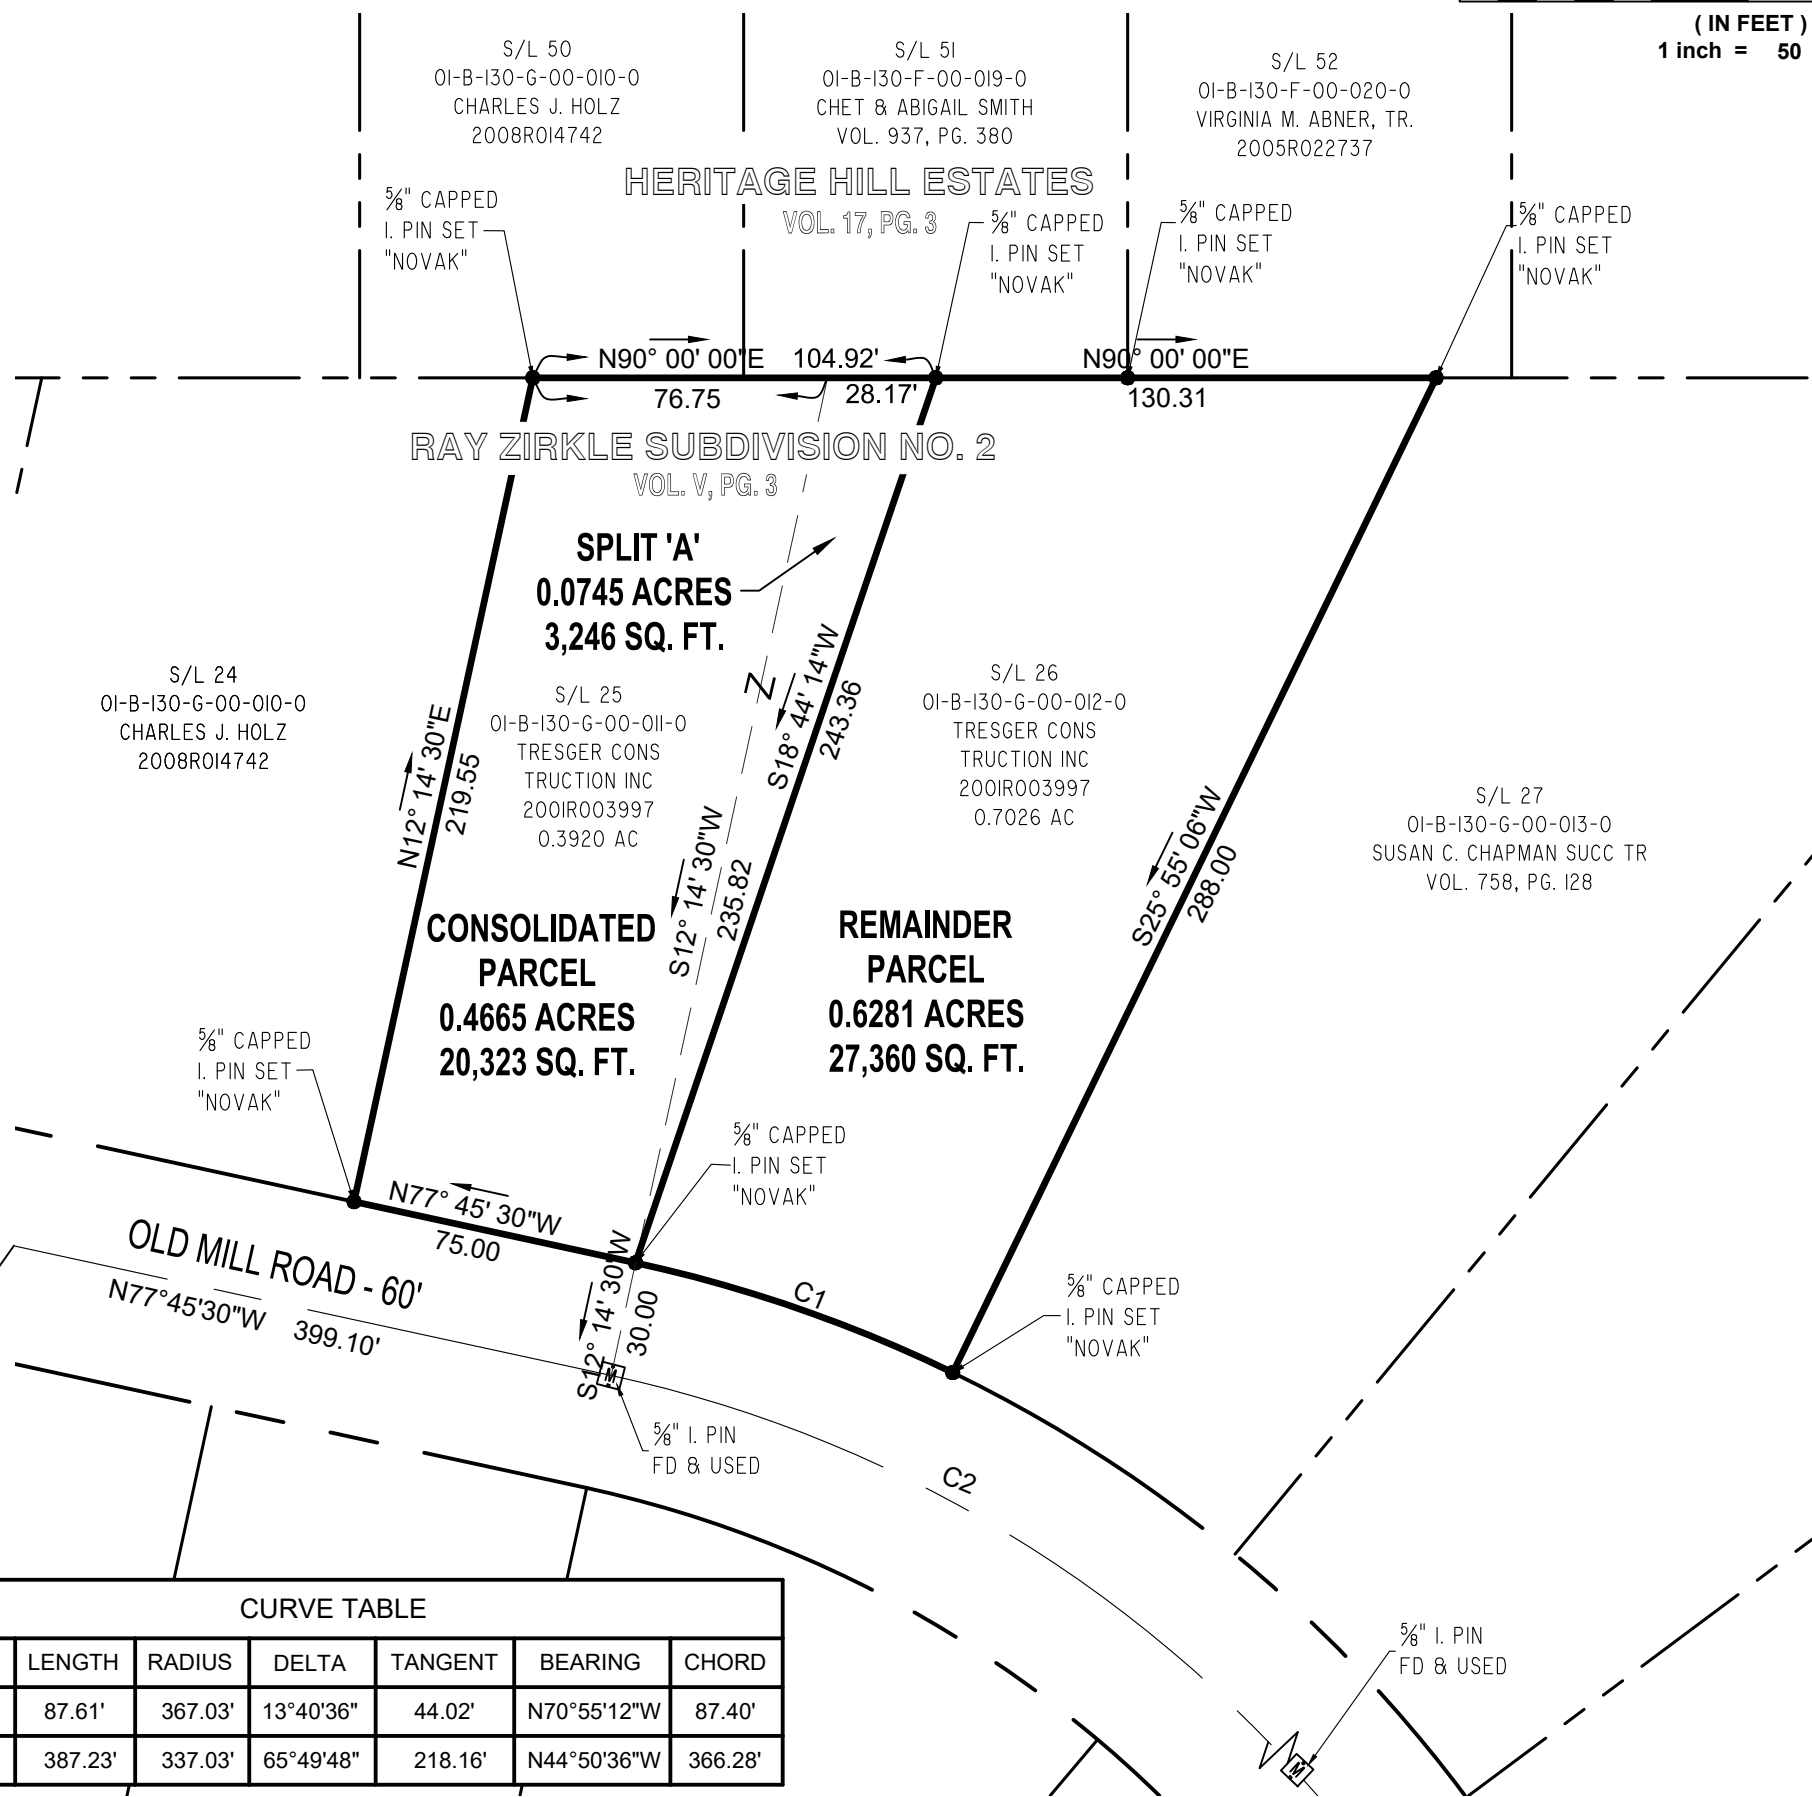 ( IN FEET )
1 inch = 50
S/L 50
01-B-130-G-00-010-0
CHARLES J. HOLZ
2008R014742
S/L 51
01-B-130-F-00-019-0
CHET & ABIGAIL SMITH
VOL. 937, PG. 380
S/L 52
01-B-130-F-00-020-0
VIRGINIA M. ABNER, TR.
2005R022737
HERITAGE HILL ESTATES
VOL. 17, PG. 3
⅝" CAPPED
I. PIN SET
"NOVAK"
⅝" CAPPED
I. PIN SET
"NOVAK"
⅝" CAPPED
I. PIN SET
"NOVAK"
⅝" CAPPED
I. PIN SET
"NOVAK"
N90° 00' 00"E 104.92'
N90° 00' 00"E
76.75
28.17'
130.31
RAY ZIRKLE SUBDIVISION NO. 2
VOL. V, PG. 3
SPLIT 'A'
0.0745 ACRES
3,246 SQ. FT.
S/L 24
01-B-130-G-00-010-0
CHARLES J. HOLZ
2008R014742
N12° 14' 30"E
219.55
S/L 25
01-B-130-G-00-011-0
TRESGER CONS
TRUCTION INC
2001R003997
0.3920 AC
Z
S18° 44' 14"W
243.36
S12° 14' 30"W
235.82
S/L 26
01-B-130-G-00-012-0
TRESGER CONS
TRUCTION INC
2001R003997
0.7026 AC
S25° 55' 06"W
288.00
S/L 27
01-B-130-G-00-013-0
SUSAN C. CHAPMAN SUCC TR
VOL. 758, PG. 128
CONSOLIDATED
PARCEL
0.4665 ACRES
20,323 SQ. FT.
REMAINDER
PARCEL
0.6281 ACRES
27,360 SQ. FT.
⅝" CAPPED
I. PIN SET
"NOVAK"
⅝" CAPPED
I. PIN SET
"NOVAK"
N77° 45' 30"W
75.00
OLD MILL ROAD - 60'
N77°45'30"W 399.10'
S12° 14' 30"W
30.00
C1
⅝" CAPPED
I. PIN SET
"NOVAK"
M
⅝" I. PIN
FD & USED
C2
⅝" I. PIN
FD & USED
M
CURVE TABLE
LENGTH RADIUS DELTA TANGENT BEARING CHORD
87.61' 367.03' 13°40'36" 44.02' N70°55'12"W 87.40'
387.23' 337.03' 65°49'48" 218.16' N44°50'36"W 366.28'